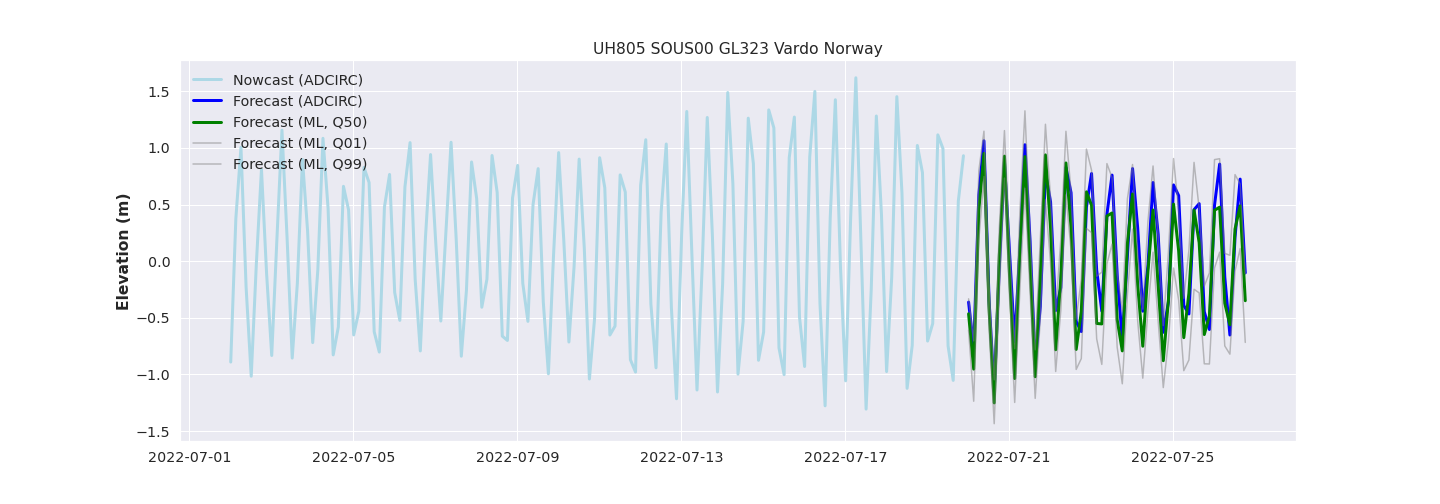 UH805 SOUS00 GL323 Vardo Norway
Nowcast (ADCIRC)
Forecast (ADCIRC)
Forecast (ML, Q50)
Forecast (ML, Q01)
Forecast (ML, Q99)
Elevation (m)
1.5
1.0
0.5
0.0
−0.5
−1.0
−1.5
2022-07-01 2022-07-05 2022-07-09 2022-07-13 2022-07-17 2022-07-21 2022-07-25